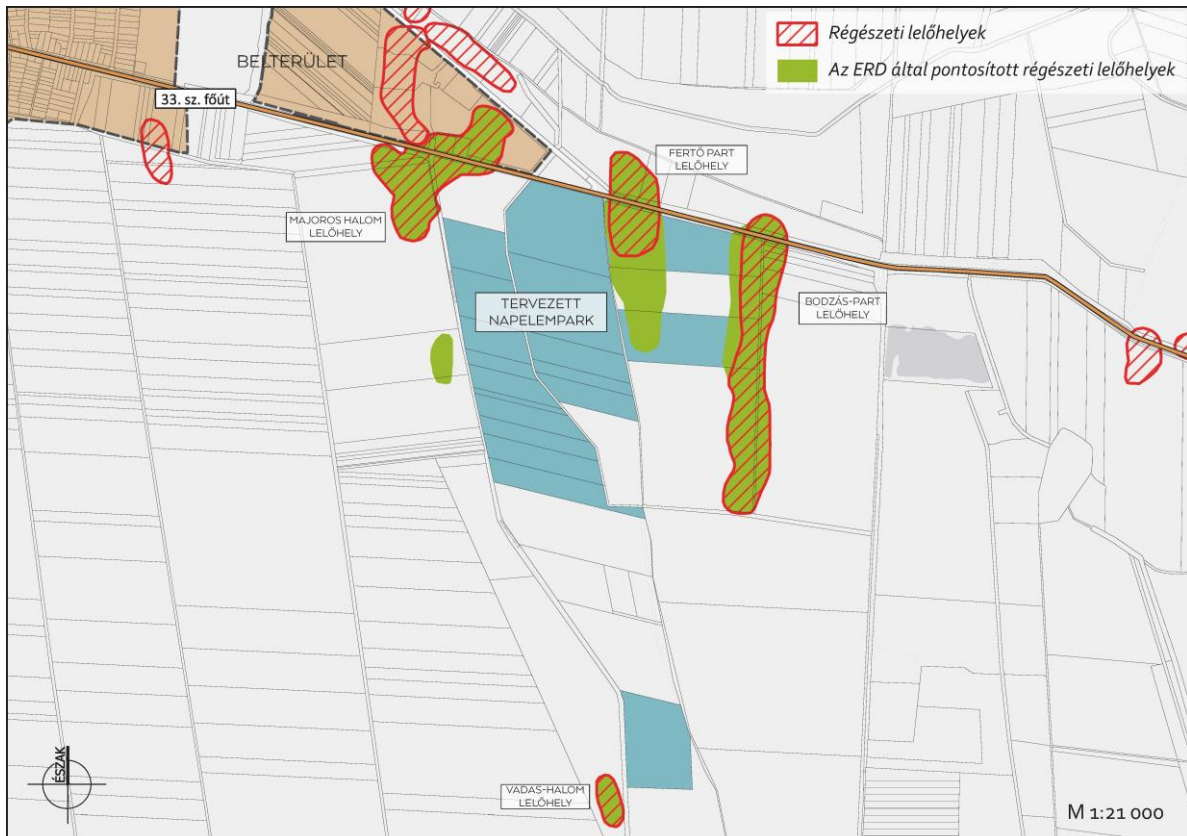 Régészeti lelőhelyek
Az ERD által pontosított régészeti lelőhelyek
BELTERÜLET
33. sz. főút
FERTŐ PART
LELŐHELY
MAJOROS HALOM
LELŐHELY
TERVEZETT
NAPELEMPARK
BODZÁS-PART
LELŐHELY
ÉSZAK
VADAS-HALOM
LELŐHELY
M 1:21 000